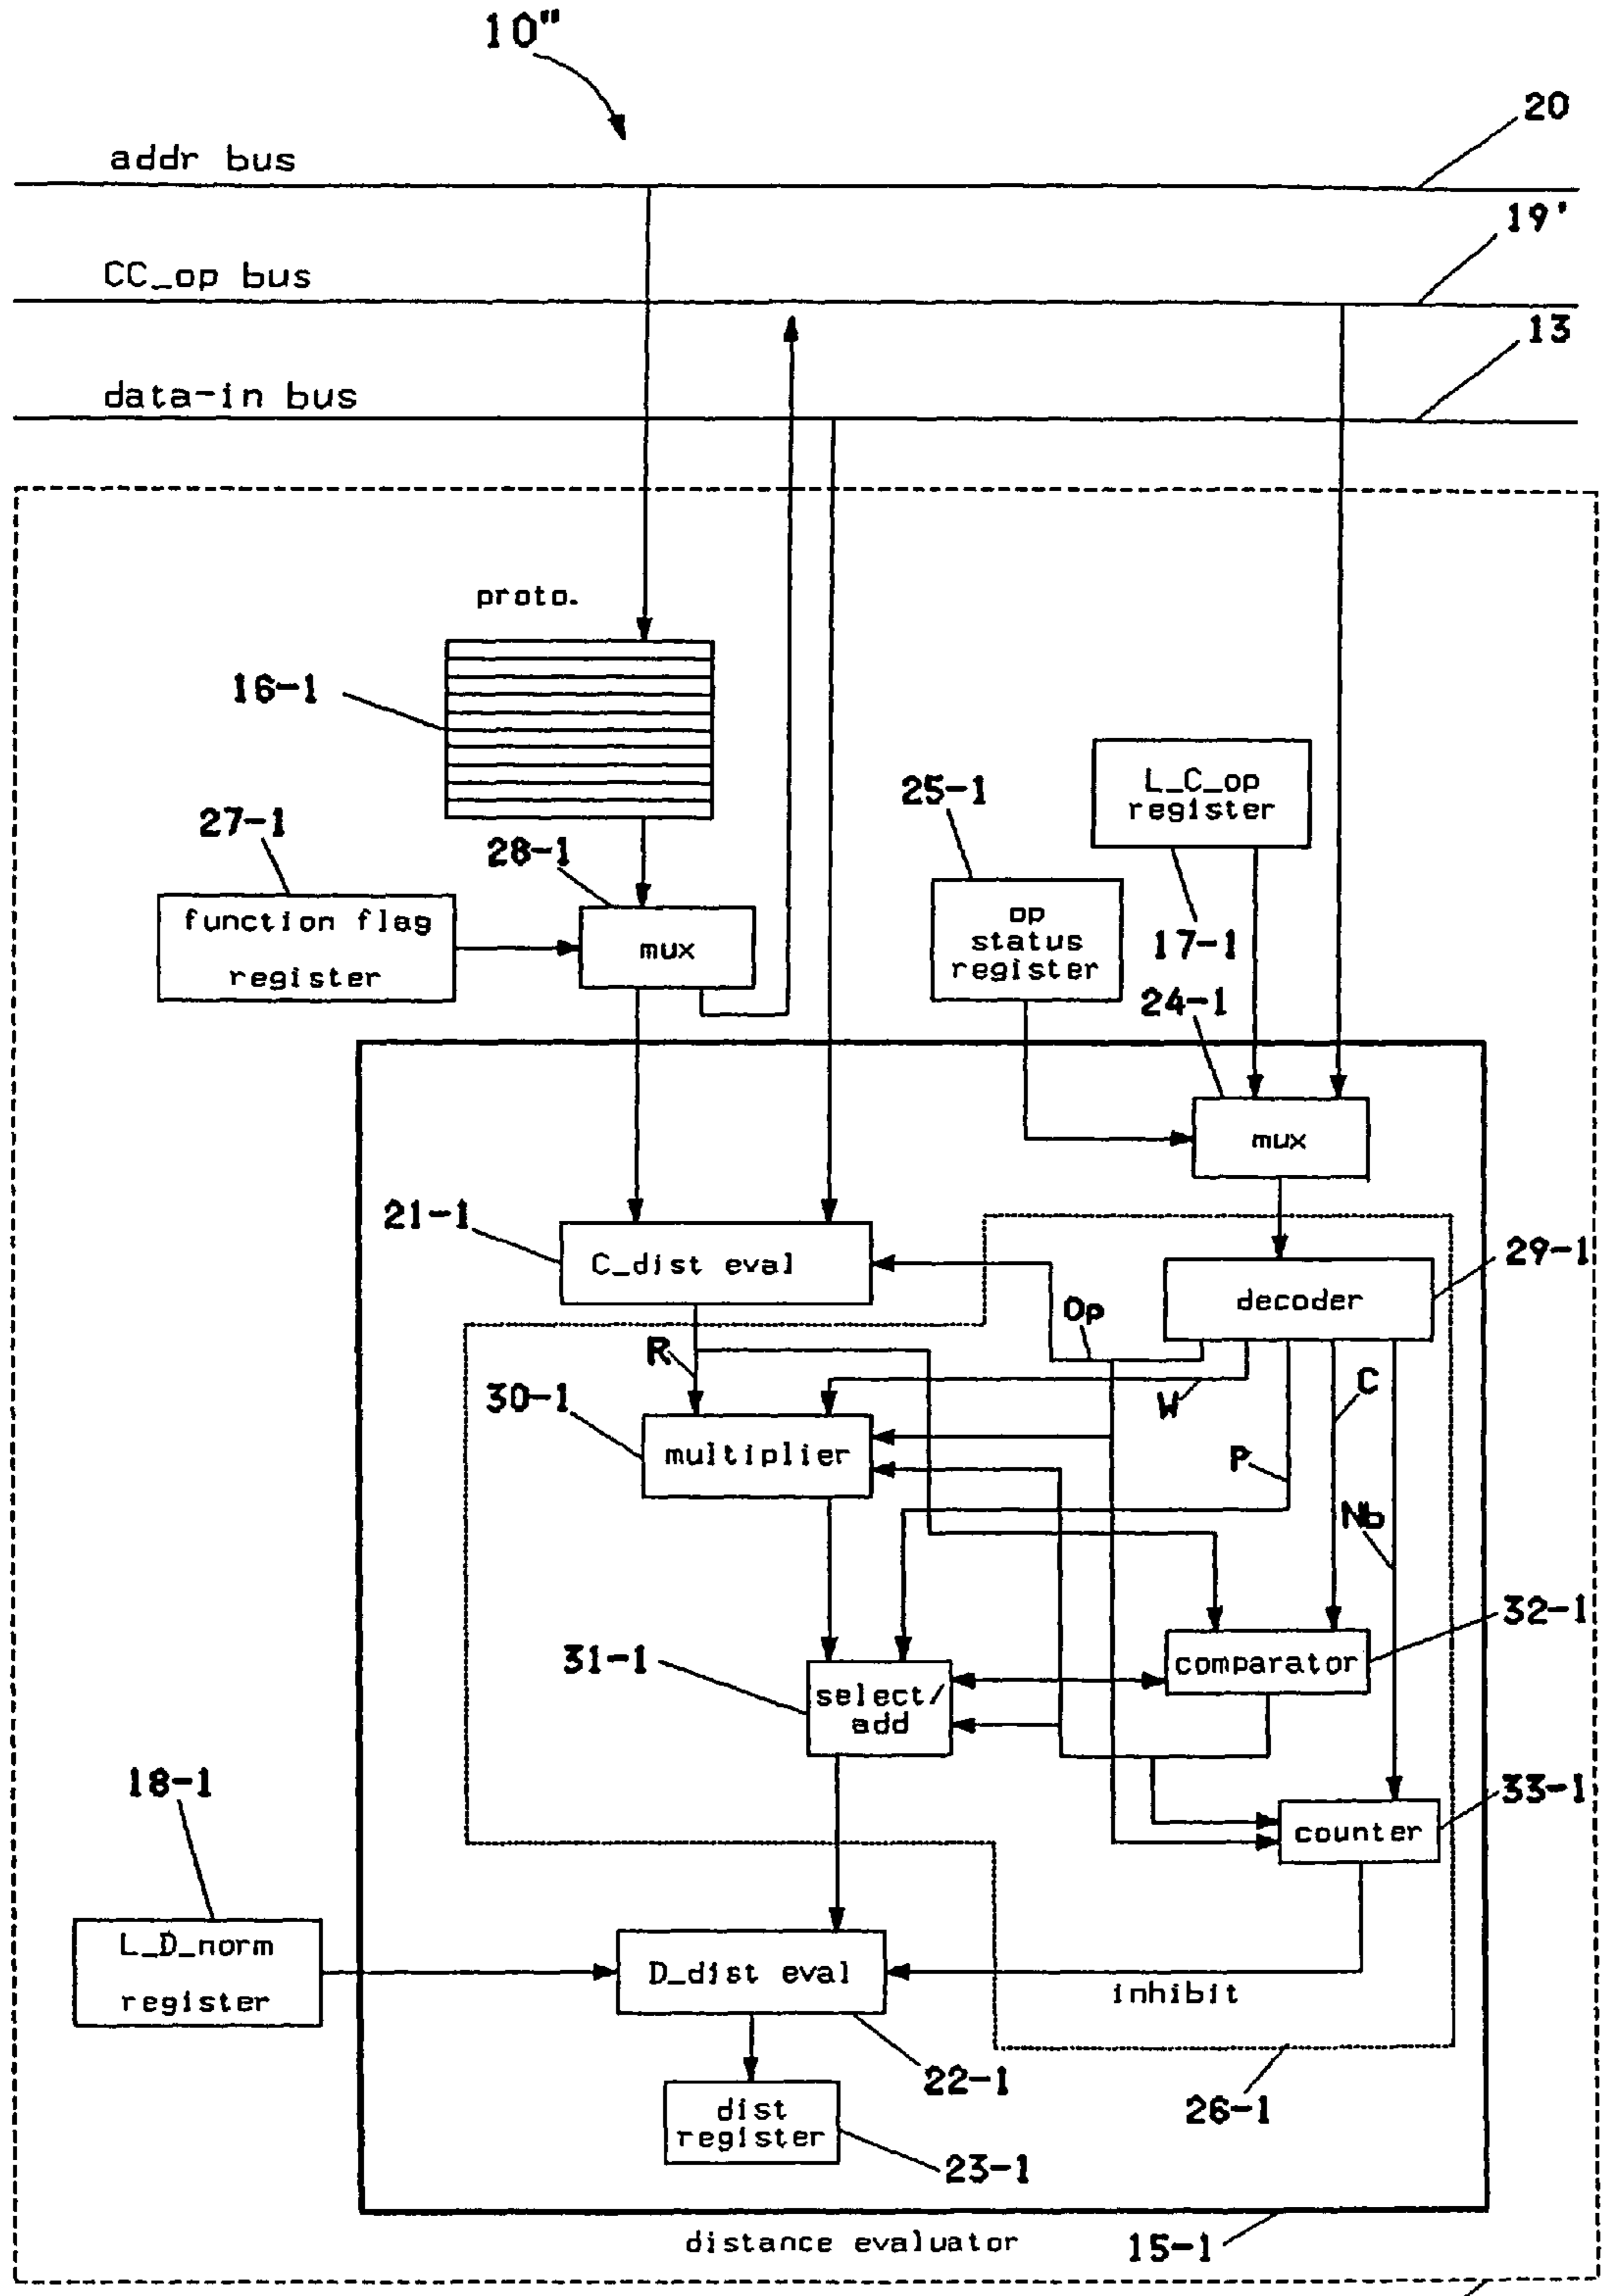 10"
20
addr bus
19'
CC_op bus
13
data-in bus
proto.
16-1
L_C_op
register
25-1
27-1
28-1
function flag
register
mux
op
status
register
17-1
24-1
mux
21-1
C_dist eval
29-1
decoder
Op
R
W
C
30-1
multiplier
P
Nb
32-1
comparator
31-1
select/
add
18-1
33-1
counter
L_D_norm
register
D_dist eval
inhibit
22-1
26-1
dist
register
23-1
distance evaluator
15-1